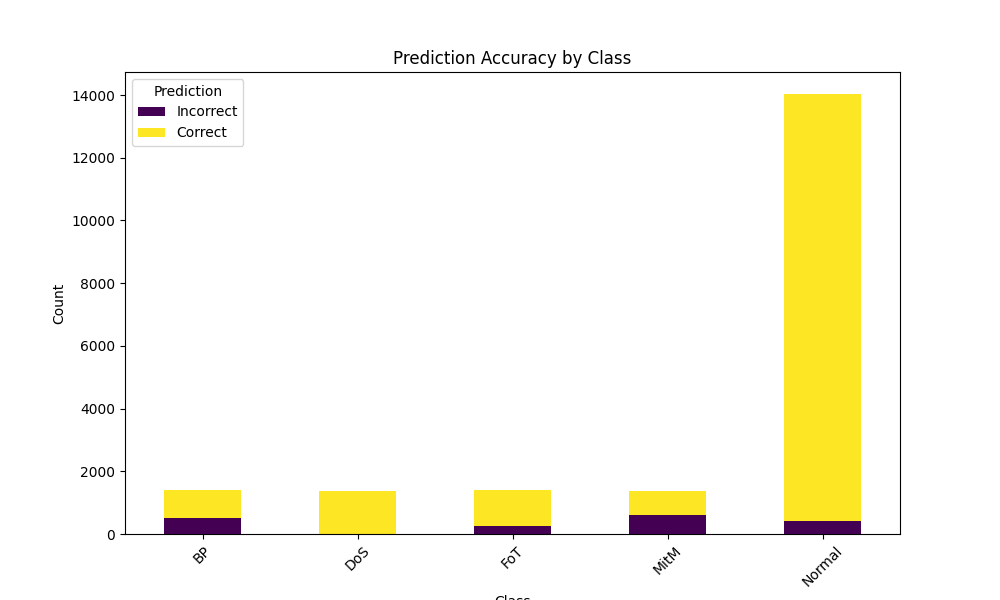 Prediction Accuracy by Class
Prediction
Incorrect
Correct
14000
12000
10000
8000
6000
4000
2000
0
Count
BP
DoS
FoT
MitM
Normal
Class